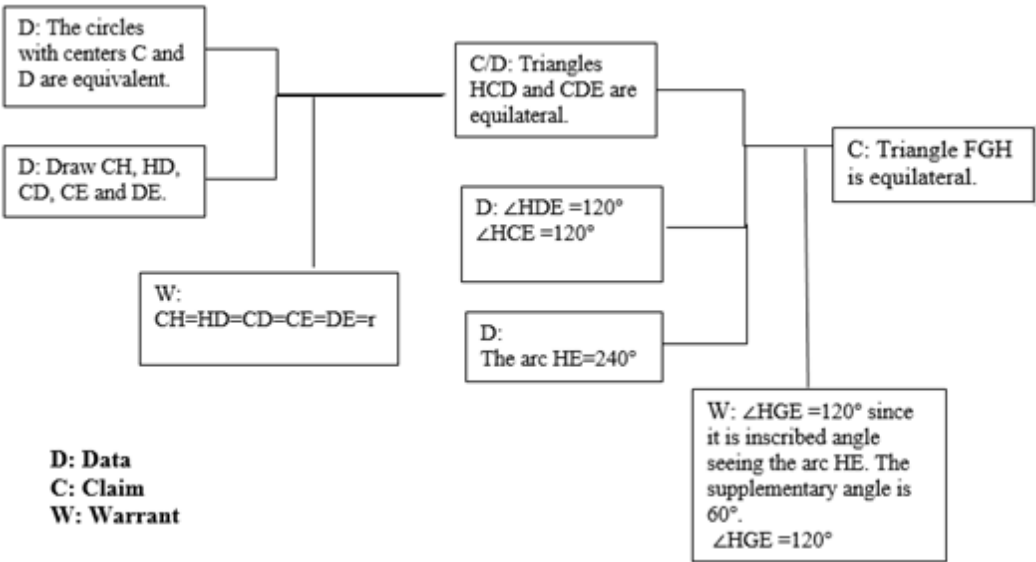 D: The circles
with centers C and
D are equivalent.
D: Draw CH, HD,
CD, CE and DE.
W:
CH=HD=CD=CE=DE=r
C/D: Triangles
HCD and CDE are
equilateral.
D: ∠HDE =120°
∠HCE =120°
D:
The arc HE=240°
C: Triangle FGH
is equilateral.
W: ∠HGE =120° since
it is inscribed angle
seeing the arc HE. The
supplementary angle is
60°.
∠HGE =120°
D: Data
C: Claim
W: Warrant